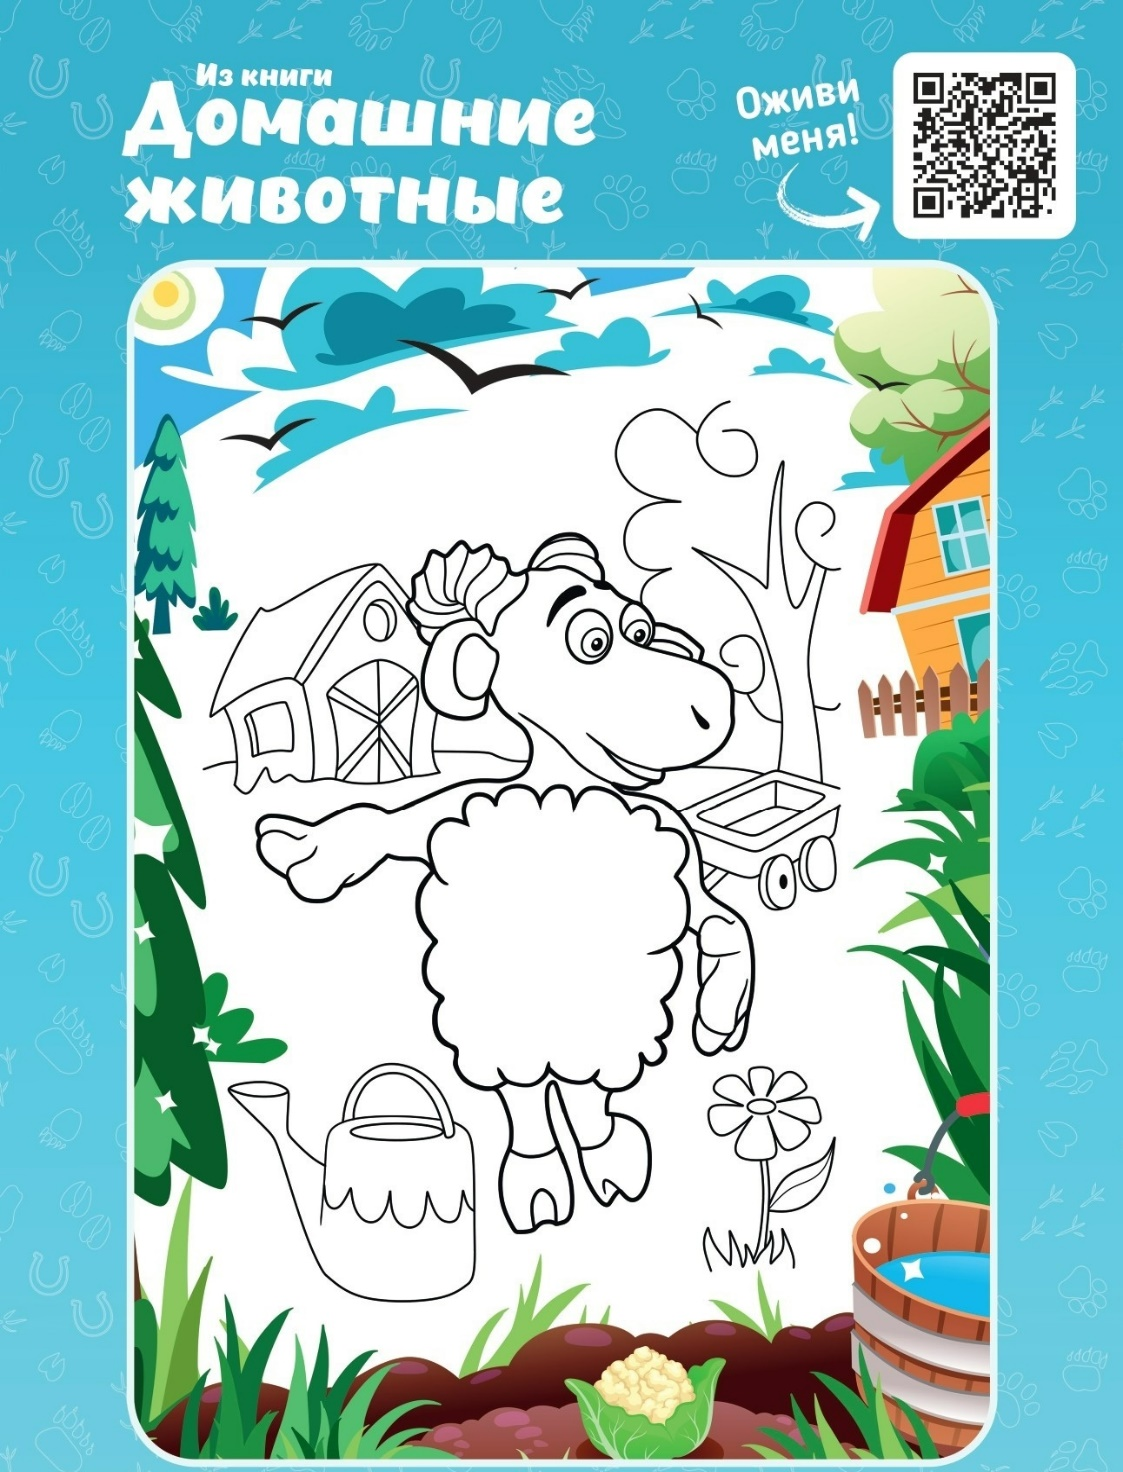 Из книги
Домашние
животные
Оживи
меня!